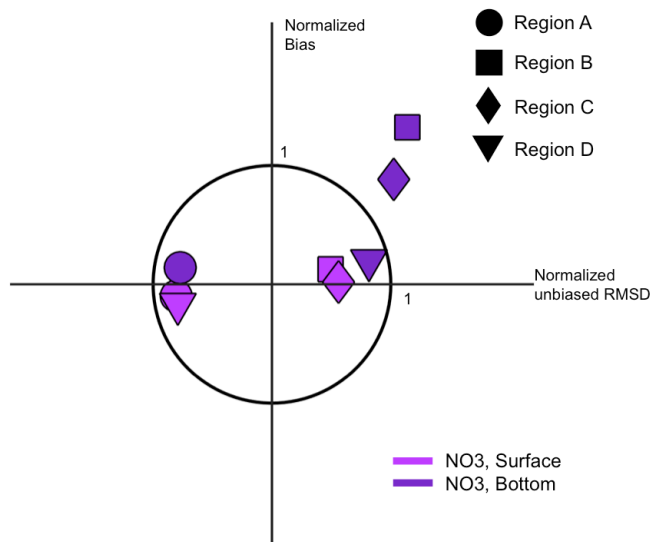 Normalized
Bias
Region A
Region B
Region C
Region D
1
Normalized
unbiased RMSD
1
NO3, Surface
NO3, Bottom